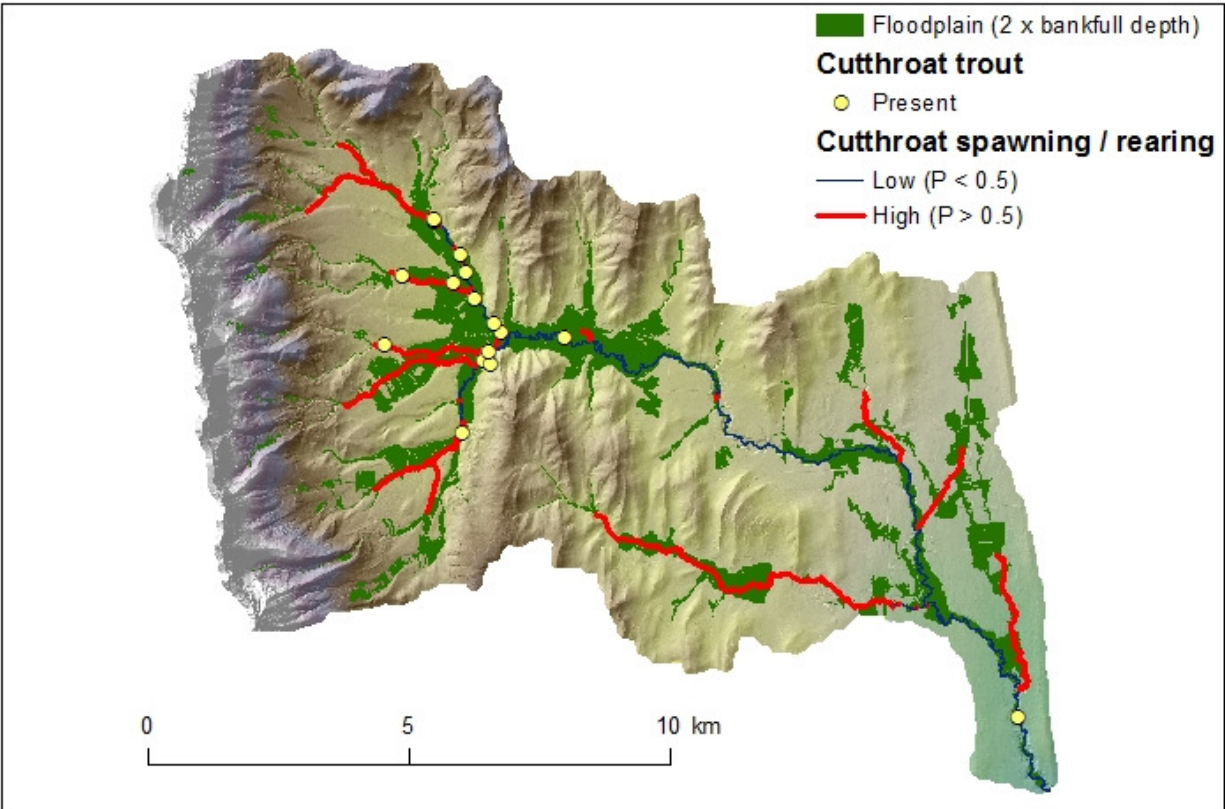 Floodplain (2 x bankfull depth)
Cutthroat trout
Present
Cutthroat spawning / rearing
Low (P < 0.5)
High (P > 0.5)
0 5 10 km